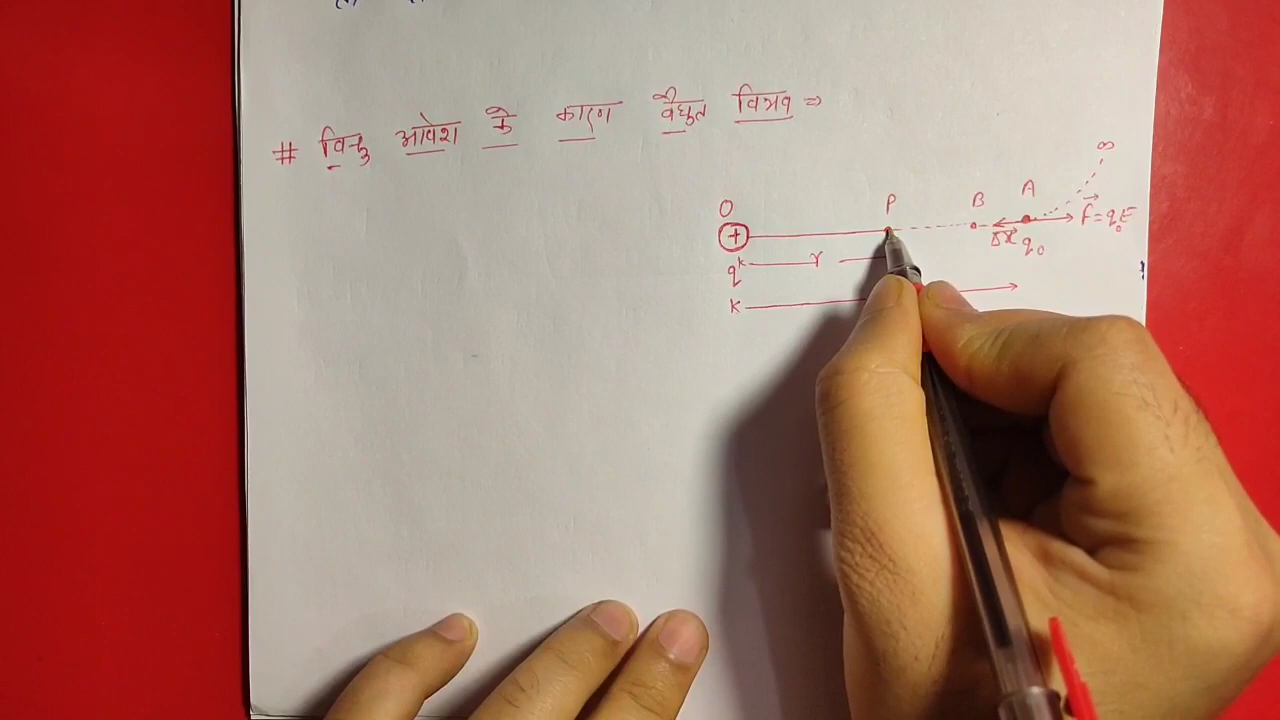 # विन्दु आवेश के कारण वैधुत विभव ⇒
∞
O P B A
+ F = q₀E
Δx q₀
q r